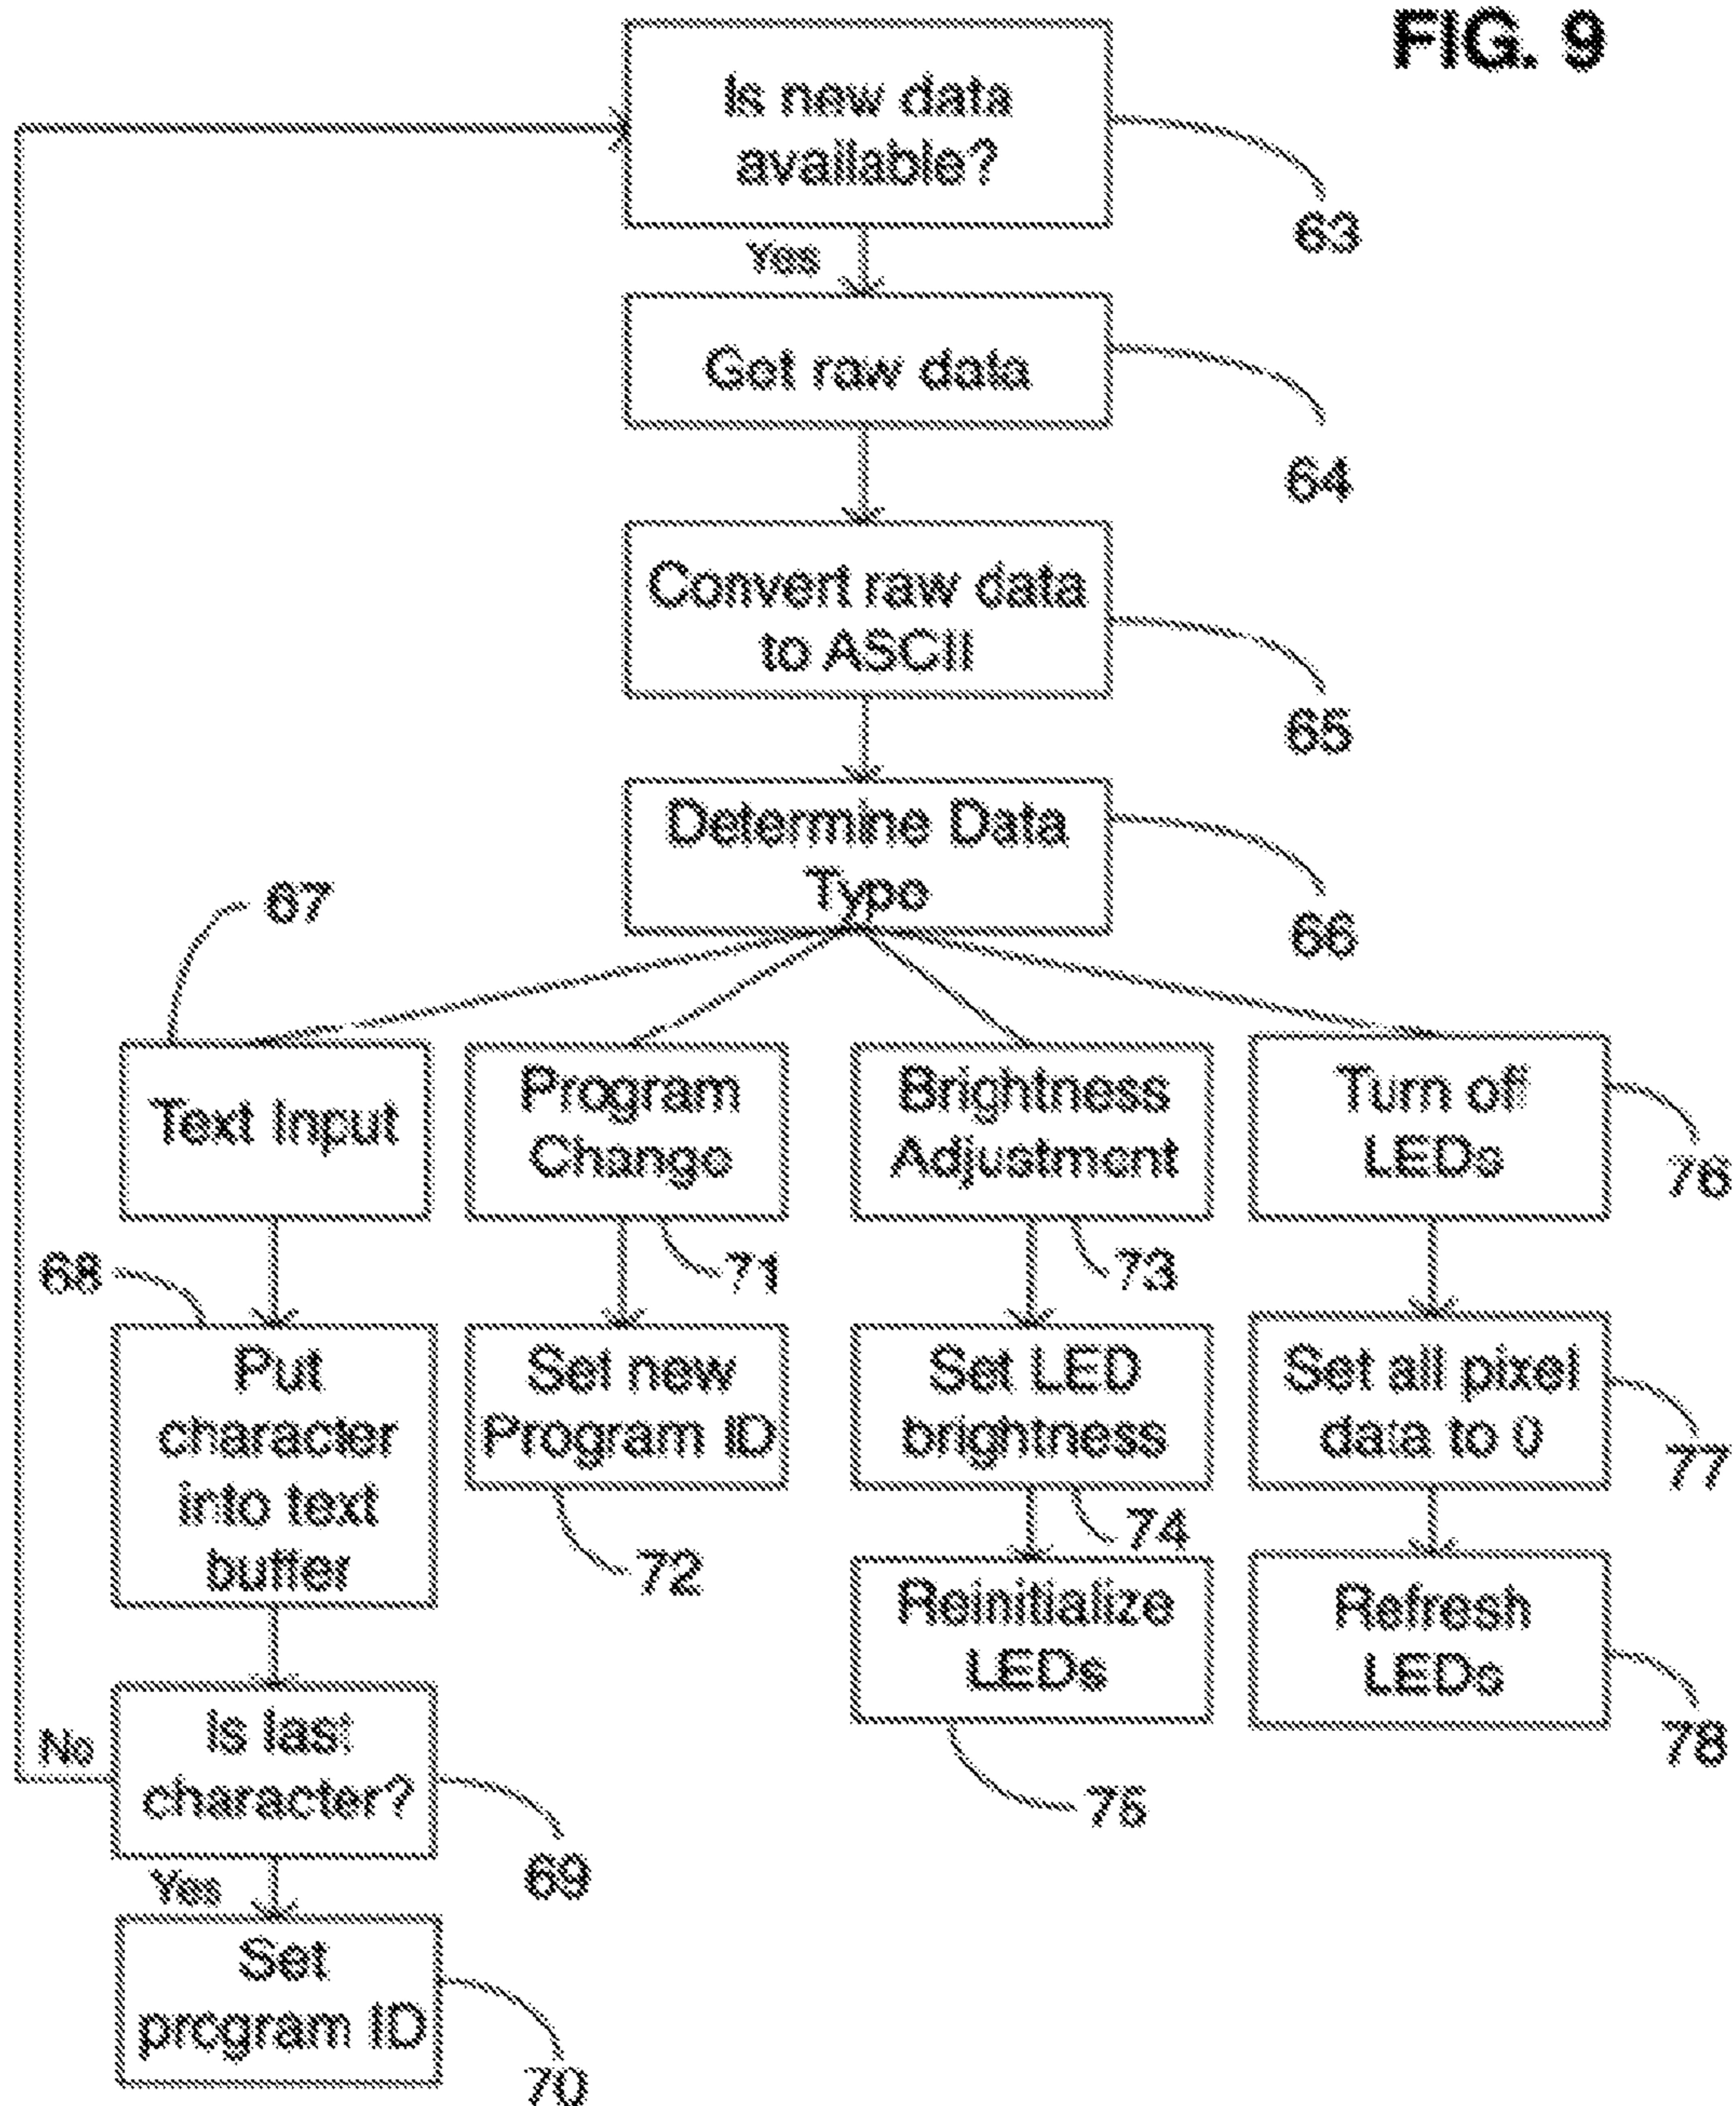 FIG. 9
Is new data
available?
63
Yes
Get raw data
64
Convert raw data
to ASCII
65
Determine Data
Type
66
67
Text Input
Program
Change
Brightness
Adjustment
Turn of
LEDs
76
68
71
73
Put
character
into text
buffer
Set new
Program ID
Set LED
brightness
Set all pixel
data to 0
77
72
74
Reinitialize
LEDs
Refresh
LEDs
78
75
No
Is last
character?
69
Yes
Set
program ID
70